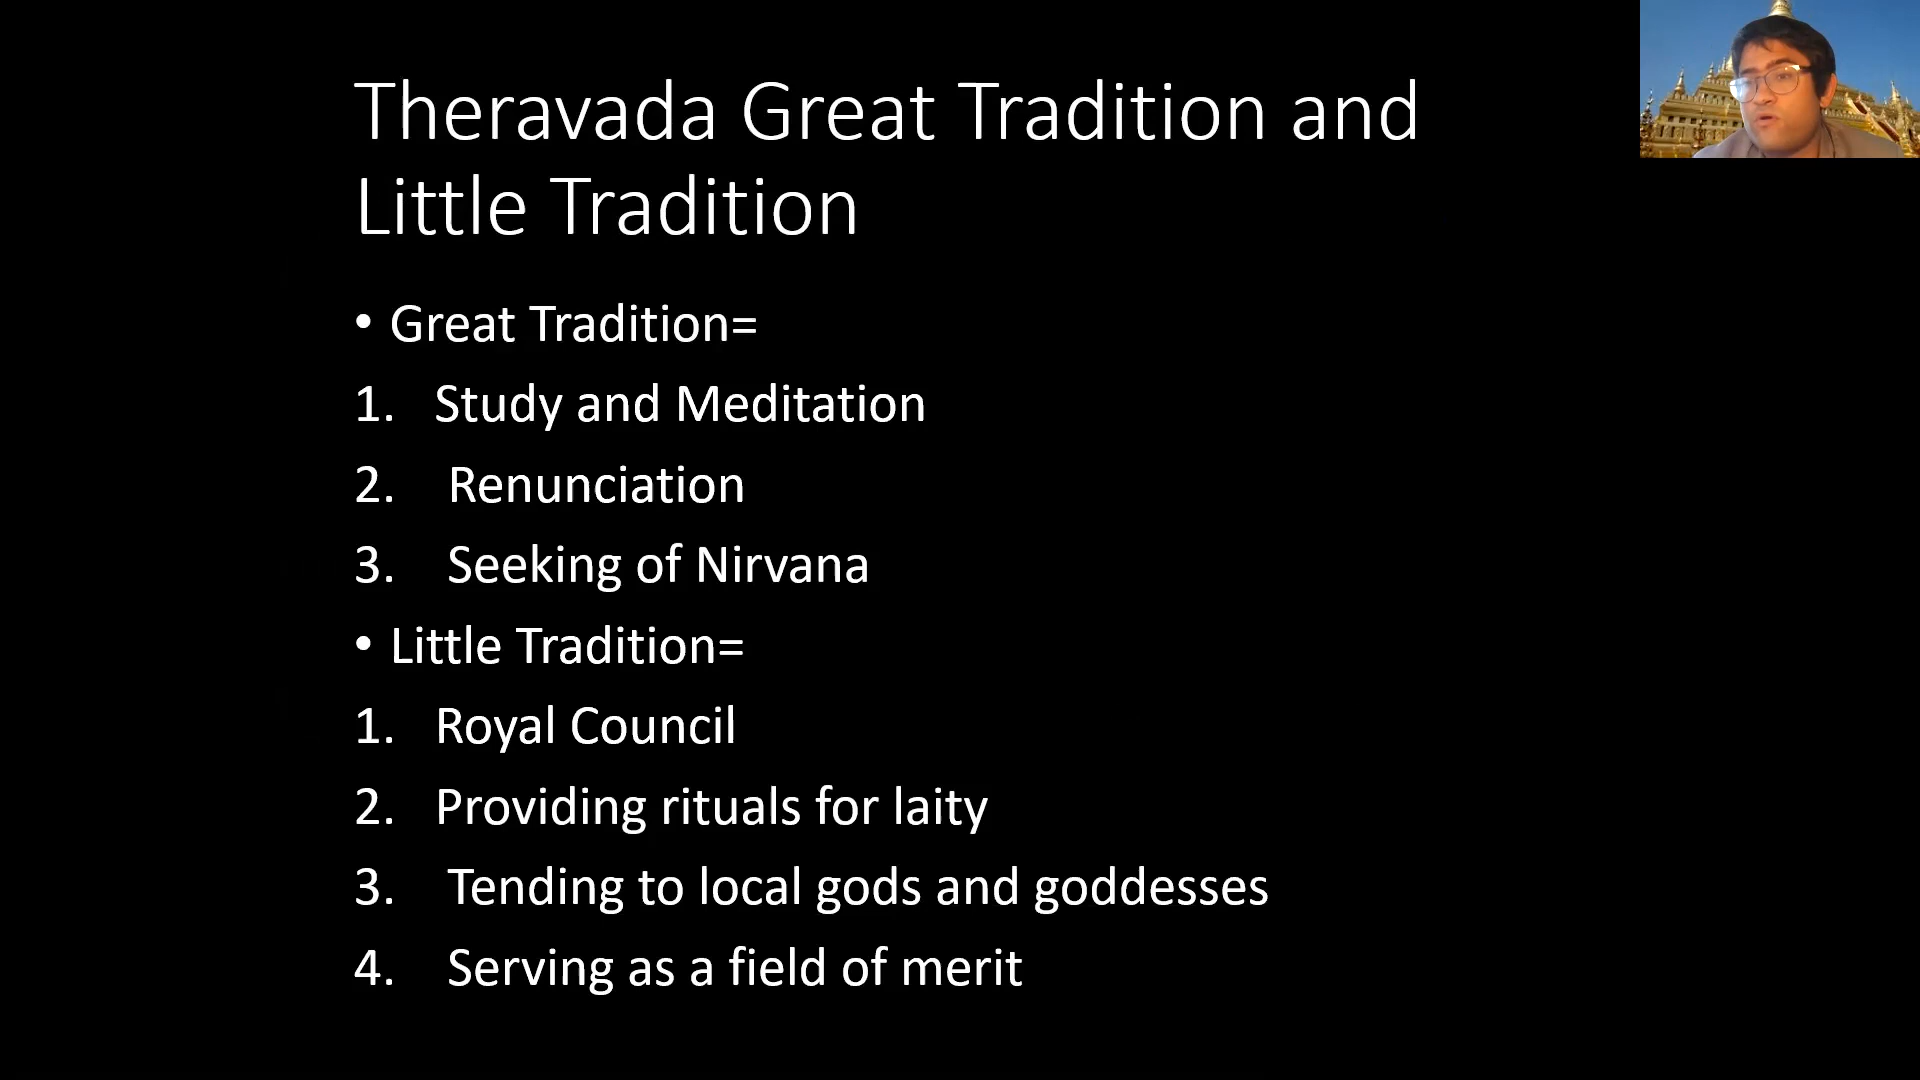 Theravada Great Tradition and
Little Tradition
• Great Tradition=
1. Study and Meditation
2. Renunciation
3. Seeking of Nirvana
• Little Tradition=
1. Royal Council
2. Providing rituals for laity
3. Tending to local gods and goddesses
4. Serving as a field of merit